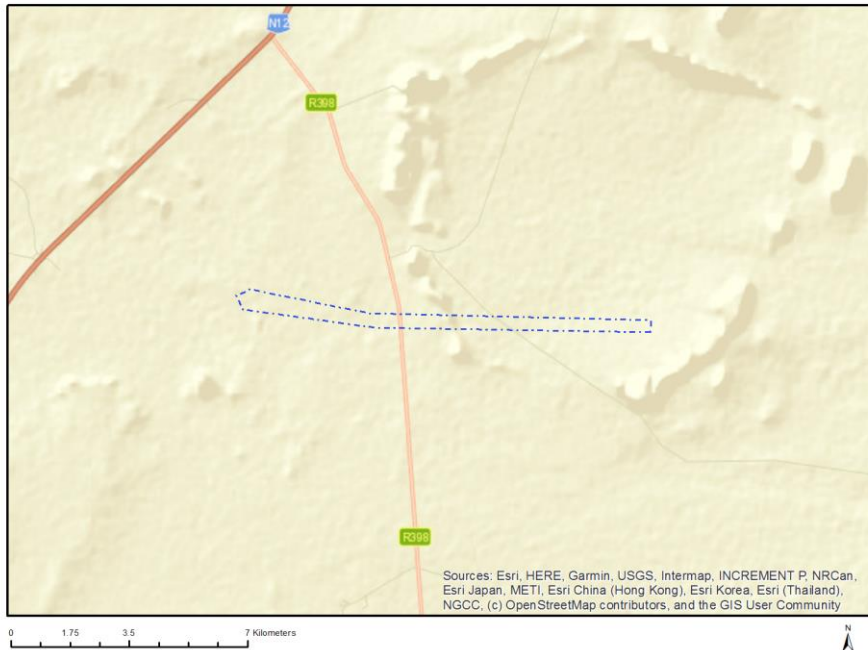 N12
R398
R398
Sources: Esri, HERE, Garmin, USGS, Intermap, INCREMENT P, NRCan,
Esri Japan, METI, Esri China (Hong Kong), Esri Korea, Esri (Thailand),
NGCC, (c) OpenStreetMap contributors, and the GIS User Community
0 1.75 3.5 7 Kilometers
N